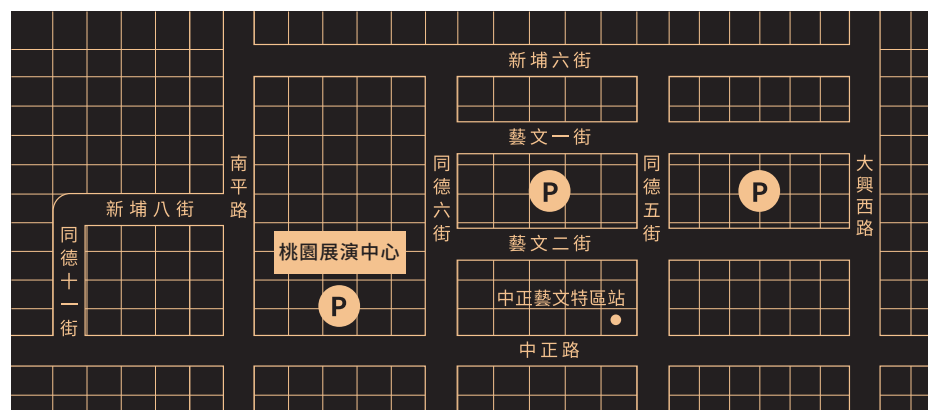 新埔六街
藝文一街
南平路
同德六街
同德五街
大興西路
P
P
新埔八街
同德十一街
藝文二街
桃園展演中心
P
中正藝文特區站
中正路